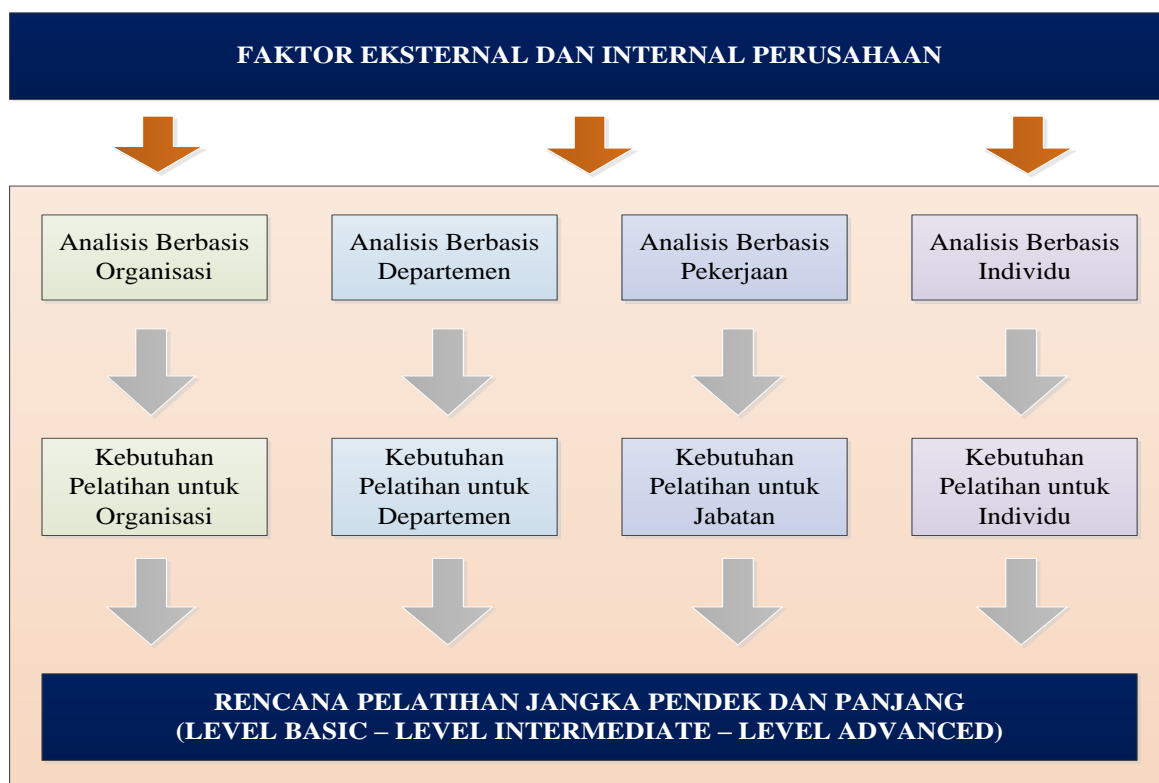 FAKTOR EKSTERNAL DAN INTERNAL PERUSAHAAN
Analisis Berbasis
Organisasi
Analisis Berbasis
Departemen
Analisis Berbasis
Pekerjaan
Analisis Berbasis
Individu
Kebutuhan
Pelatihan untuk
Organisasi
Kebutuhan
Pelatihan untuk
Departemen
Kebutuhan
Pelatihan untuk
Jabatan
Kebutuhan
Pelatihan untuk
Individu
RENCANA PELATIHAN JANGKA PENDEK DAN PANJANG
(LEVEL BASIC – LEVEL INTERMEDIATE – LEVEL ADVANCED)